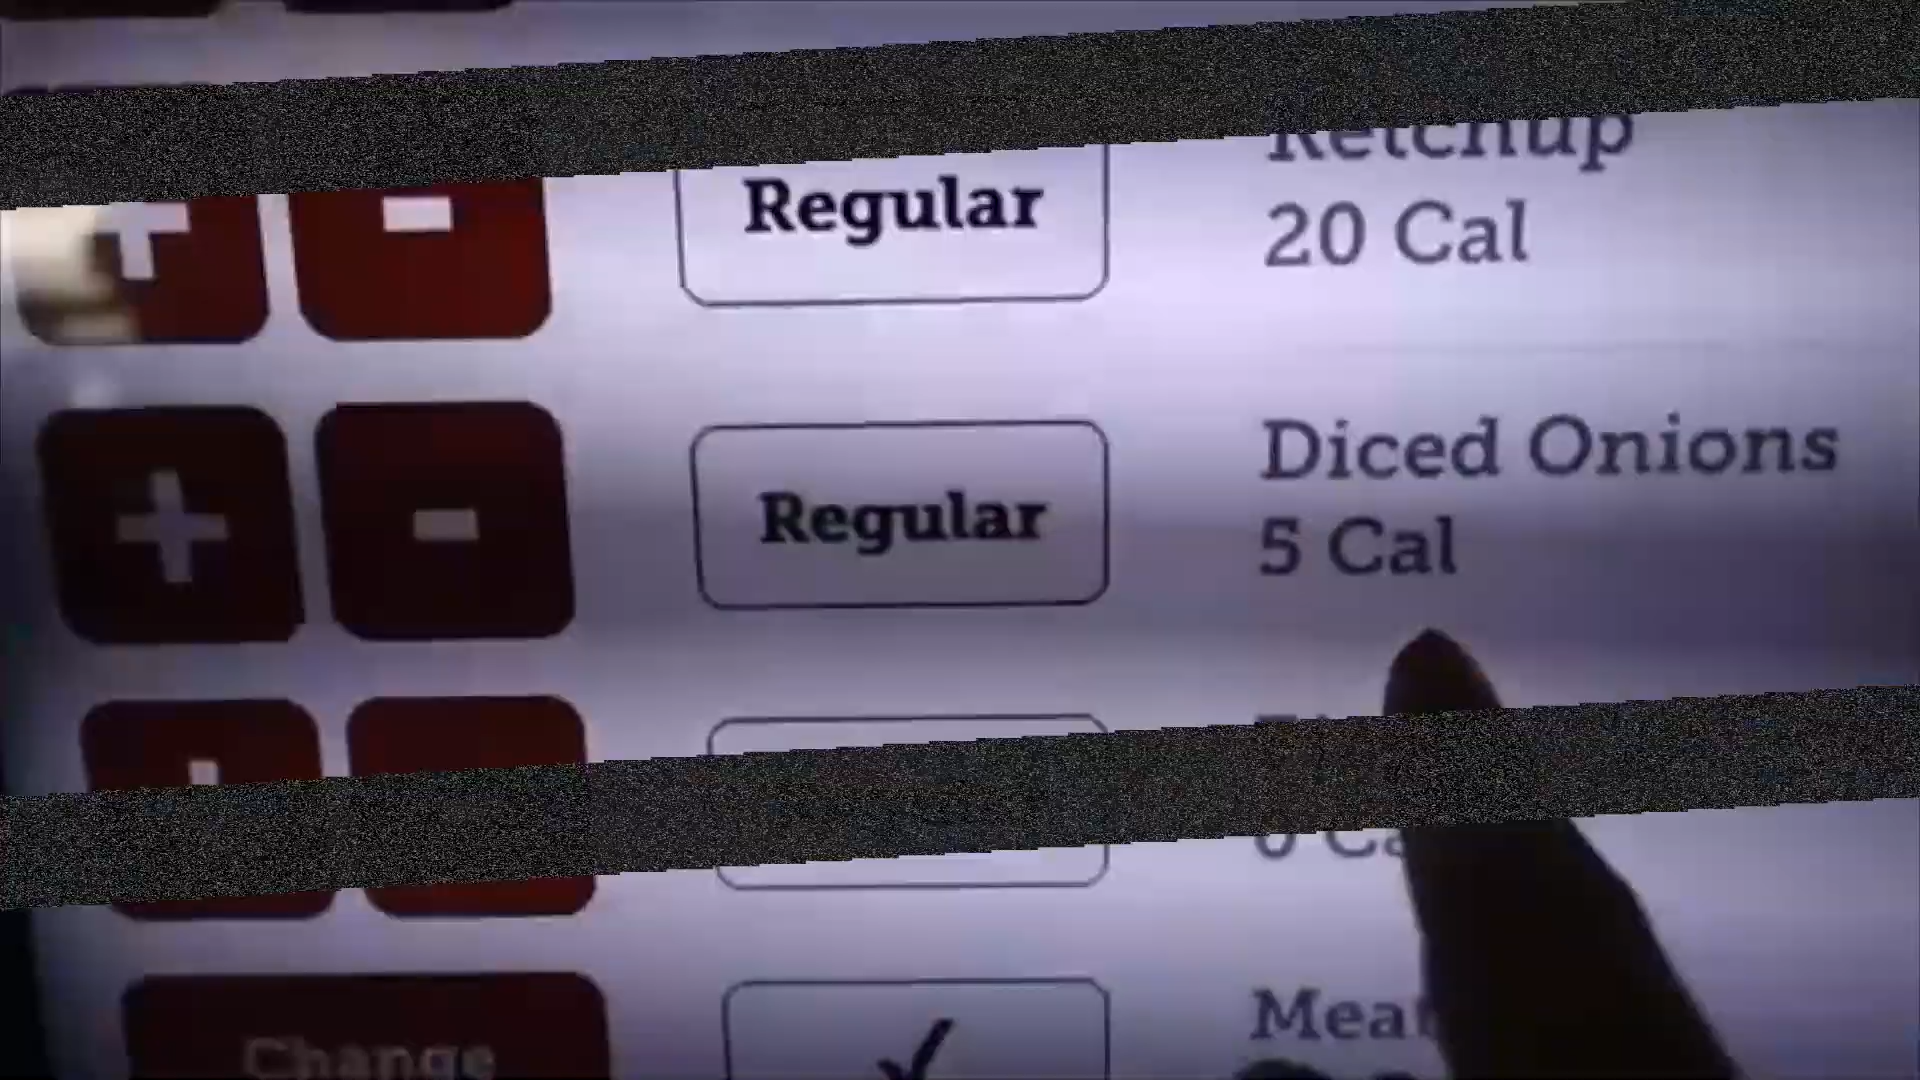 + - Regular Ketchup
20 Cal
+ - Regular Diced Onions
5 Cal
Change